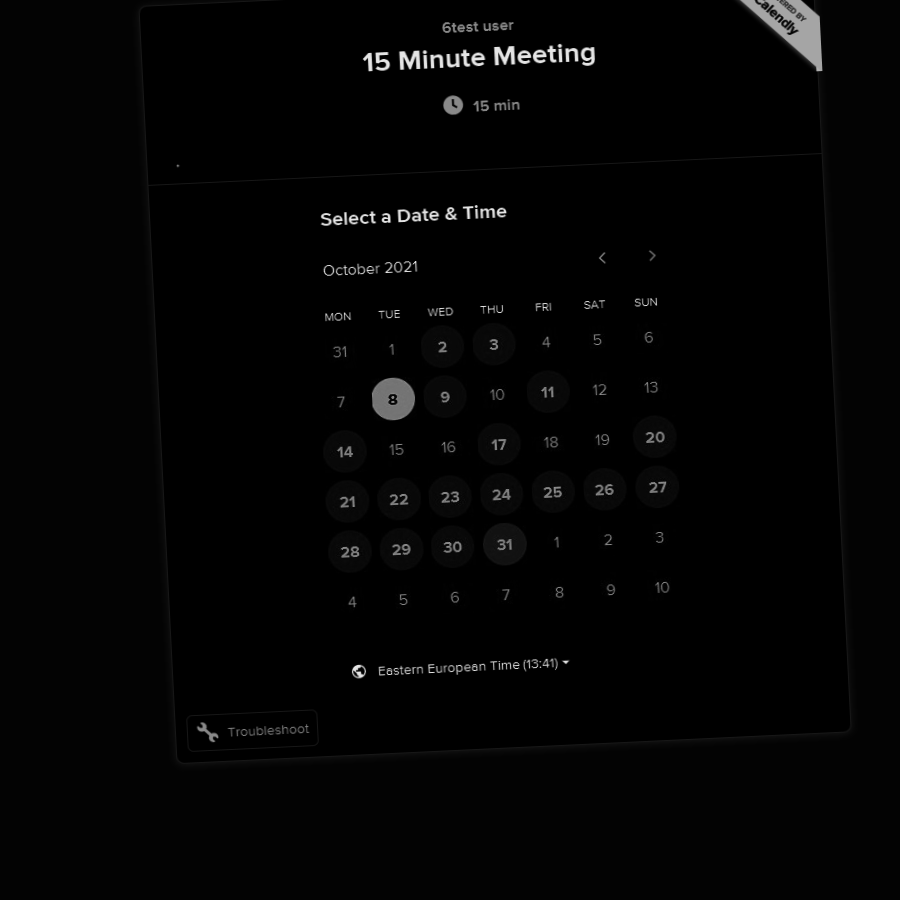 6test user
15 Minute Meeting
15 min
Calendly
Select a Date & Time
October 2021
MON TUE WED THU FRI SAT SUN
31 1 2 3 4 5 6
7 8 9 10 11 12 13
14 15 16 17 18 19 20
21 22 23 24 25 26 27
28 29 30 31 1 2 3
4 5 6 7 8 9 10
Eastern European Time (13:41)
Troubleshoot